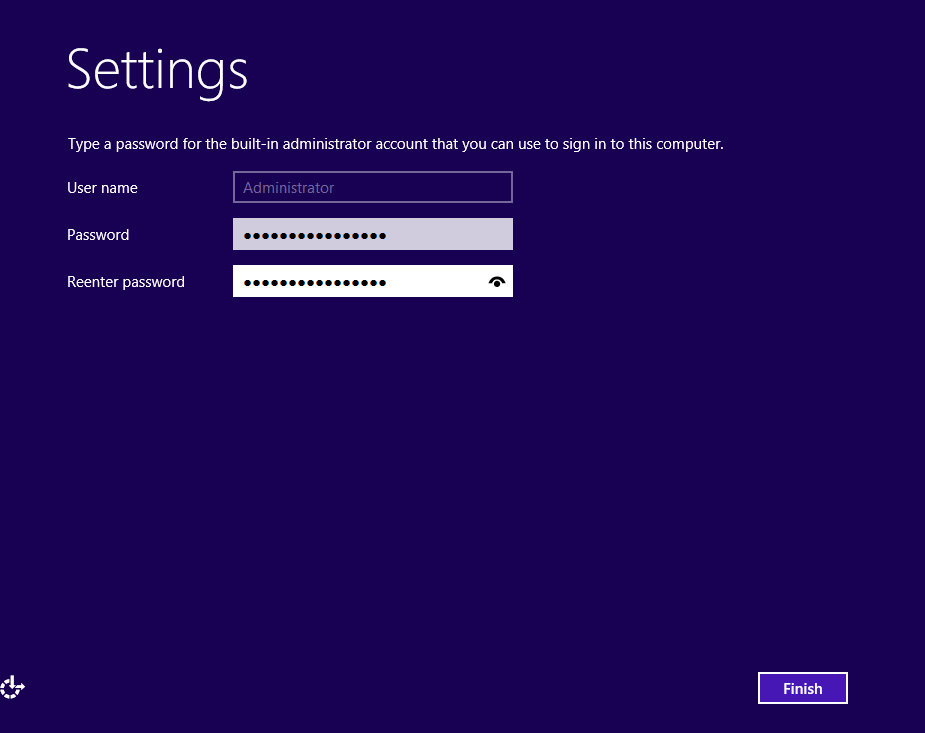 Settings
Type a password for the built-in administrator account that you can use to sign in to this computer.
User name Administrator
Password ••••••••••••••••
Reenter password ••••••••••••••••
Finish